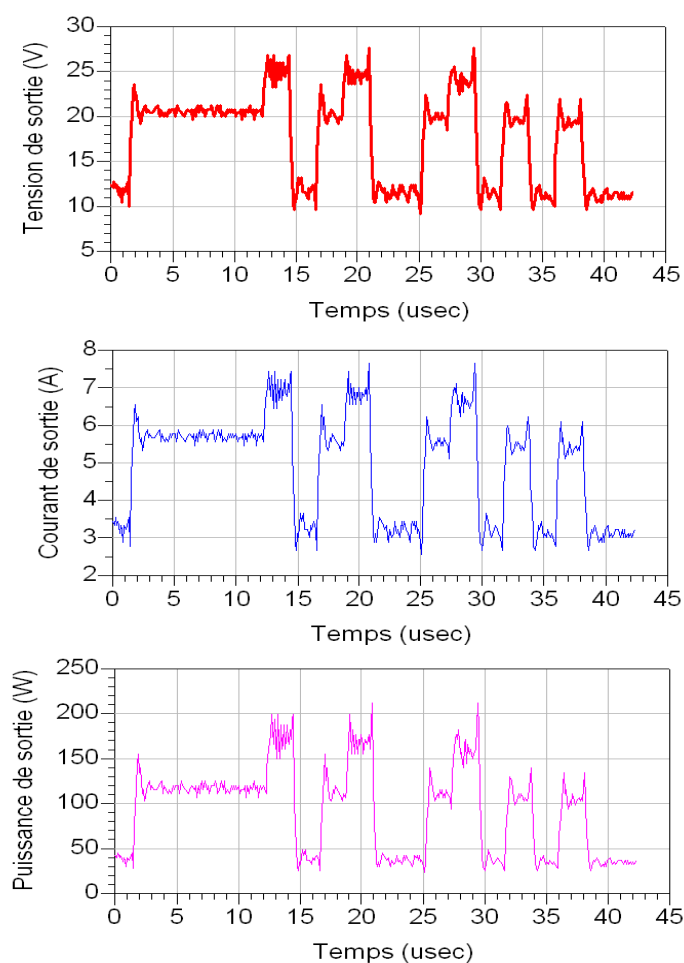 Tension de sortie (V)
30
25
20
15
10
5
0 5 10 15 20 25 30 35 40 45
Temps (usec)
Courant de sortie (A)
8
7
6
5
4
3
2
0 5 10 15 20 25 30 35 40 45
Temps (usec)
Puissance de sortie (W)
250
200
150
100
50
0
0 5 10 15 20 25 30 35 40 45
Temps (usec)